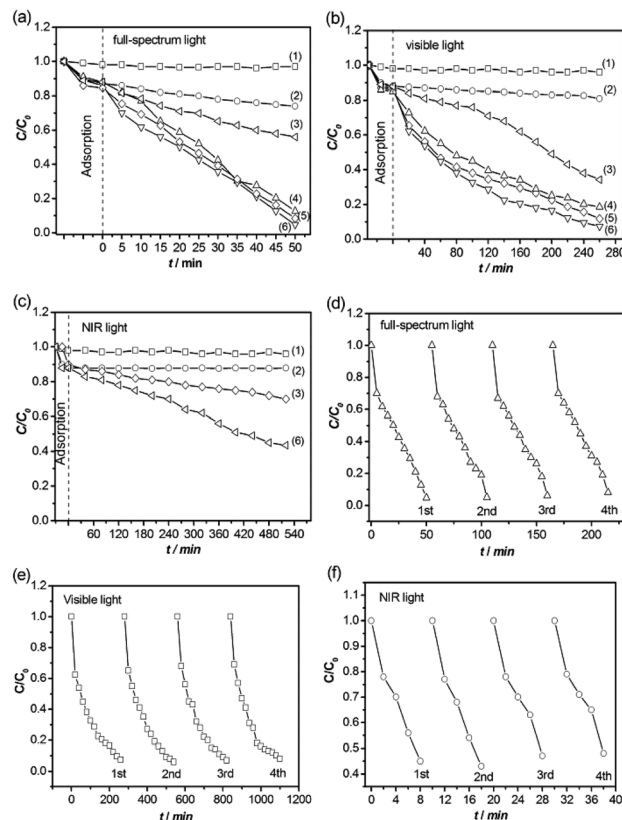 (a)
full-spectrum light
1.2
1.0
0.8
0.6
0.4
0.2
0.0
C/C0
Adsorption
(1)
(2)
(3)
(4)
(5)
(6)
0 5 10 15 20 25 30 35 40 45 50
t / min
(b)
visible light
1.2
1.0
0.8
0.6
0.4
0.2
0.0
C/C0
Adsorption
(1)
(2)
(3)
(4)
(5)
(6)
40 80 120 160 200 240 280
t / min
(c)
NIR light
1.2
1.0
0.8
0.6
0.4
0.2
0.0
C/C0
Adsorption
(1)
(2)
(3)
(6)
60 120 180 240 300 360 420 480 540
t / min
(d)
full-spectrum light
1.2
1.0
0.8
0.6
0.4
0.2
0.0
C/C0
1st 2nd 3rd 4th
0 50 100 150 200
t / min
(e)
Visible light
1.2
1.0
0.8
0.6
0.4
0.2
0.0
C/C0
1st 2nd 3rd 4th
0 200 400 600 800 1000 1200
t / min
(f)
NIR light
1.1
1.0
0.9
0.8
0.7
0.6
0.5
0.4
C/C0
1st 2nd 3rd 4th
0 4 8 12 16 20 24 28 32 36 40
t / min